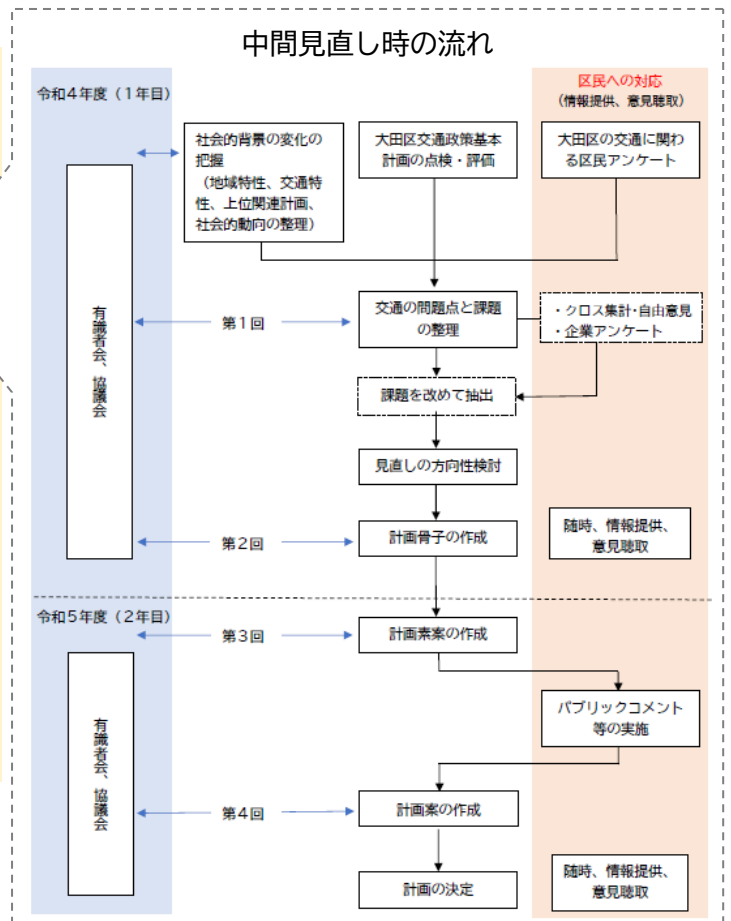 中間見直し時の流れ
令和4年度（1年目）
区民への対応
（情報提供、意見聴取）
社会的背景の変化の
把握
（地域特性、交通特
性、上位関連計画、
社会的動向の整理）
大田区交通政策基本
計画の点検・評価
大田区の交通に関わ
る区民アンケート
有識者会、協議会
第1回
交通の問題点と課題
の整理
・クロス集計・自由意見
・企業アンケート
課題を改めて抽出
見直しの方向性検討
第2回
計画骨子の作成
随時、情報提供、
意見聴取
令和5年度（2年目）
第3回
計画素案の作成
有識者会、協議会
パブリックコメント
等の実施
第4回
計画案の作成
計画の決定
随時、情報提供、
意見聴取